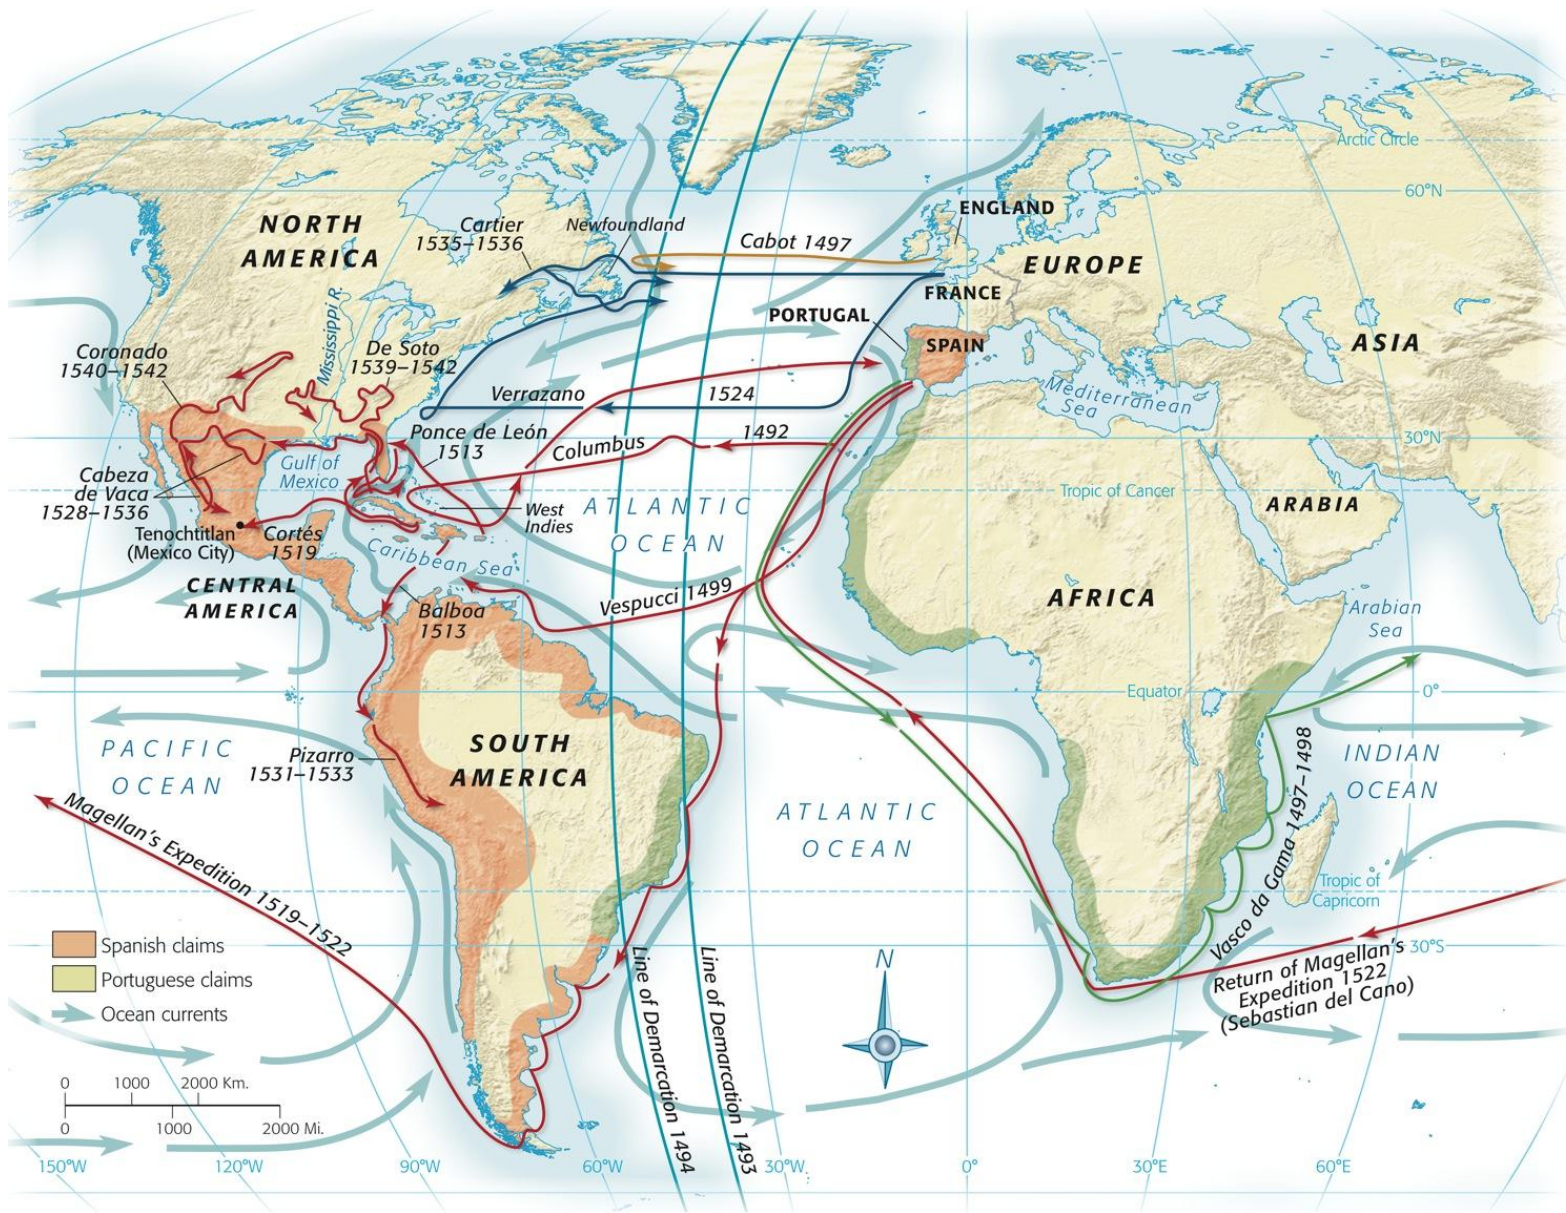 Arctic Circle
60°N
NORTH
AMERICA
Cartier
1535–1536
Newfoundland
Cabot 1497
ENGLAND
EUROPE
FRANCE
PORTUGAL
SPAIN
ASIA
Mississippi R.
Coronado
1540–1542
De Soto
1539–1542
Verrazano
1524
Mediterranean
Sea
Ponce de León
1513
Columbus
1492
30°N
Gulf of
Mexico
Cabeza
de Vaca
1528–1536
West
Indies
ATLANTIC
OCEAN
Tropic of Cancer
ARABIA
Tenochtitlan
(Mexico City)
Cortés
1519
Caribbean Sea
CENTRAL
AMERICA
Balboa
1513
Vespucci 1499
AFRICA
Arabian
Sea
Equator
0°
PACIFIC
OCEAN
Pizarro
1531–1533
SOUTH
AMERICA
INDIAN
OCEAN
ATLANTIC
OCEAN
Magellan's Expedition 1519–1522
Vasco da Gama 1497–1498
Tropic of
Capricorn
30°S
Return of Magellan's
Expedition 1522
(Sebastian del Cano)
Line of Demarcation 1494
Line of Demarcation 1493
N
Spanish claims
Portuguese claims
Ocean currents
0 1000 2000 Km.
0 1000 2000 Mi.
150°W 120°W 90°W 60°W 30°W 0° 30°E 60°E